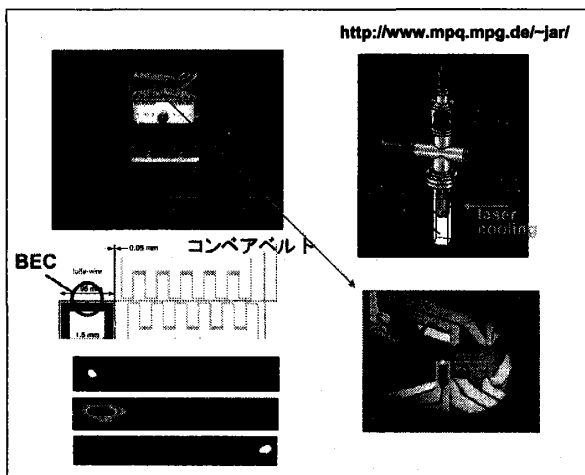 http://www.mpq.mpg.de/~jar/
laser
cooling
コンベアベルト
0.05 mm
BEC
1.5 mm